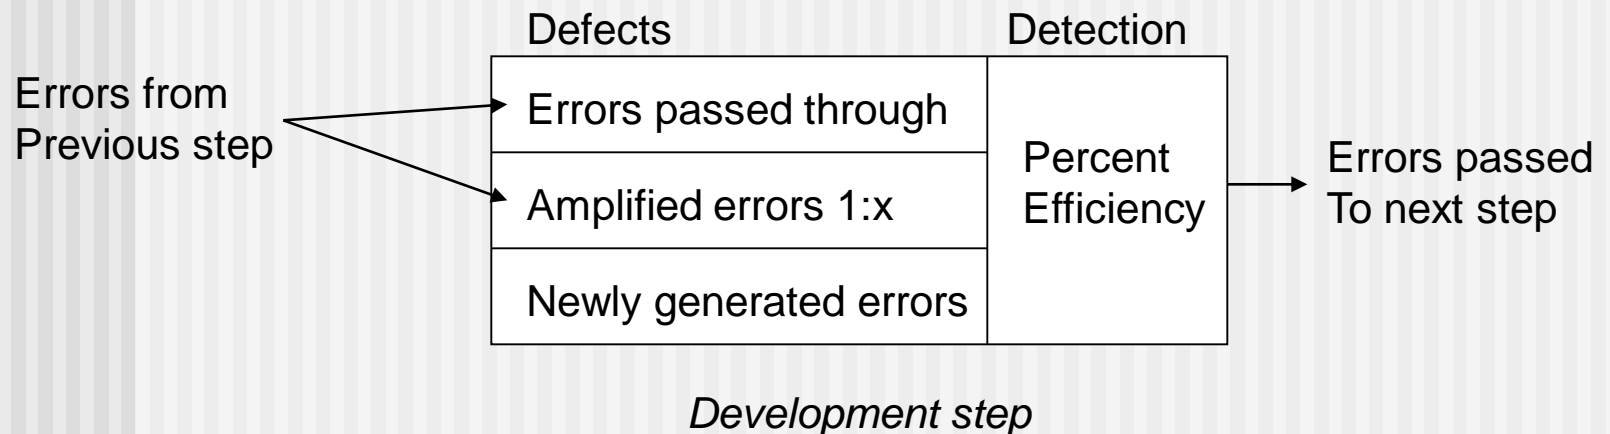 Defects
Detection
Errors from
Previous step
Errors passed through
Amplified errors 1:x
Newly generated errors
Percent
Efficiency
Errors passed
To next step
Development step